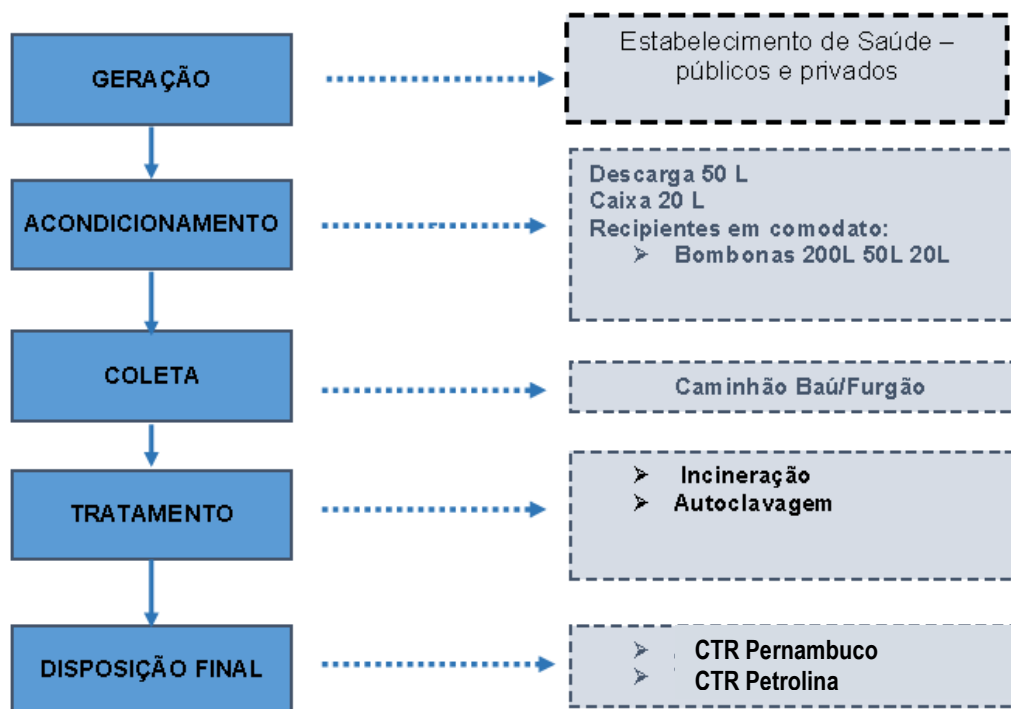 GERAÇÃO
Estabelecimento de Saúde –
públicos e privados
ACONDICIONAMENTO
Descarga 50 L
Caixa 20 L
Recipientes em comodato:
➢ Bombonas 200L 50L 20L
COLETA
Caminhão Baú/Furgão
TRATAMENTO
➢ Incineração
➢ Autoclavagem
DISPOSIÇÃO FINAL
➢ CTR Pernambuco
➢ CTR Petrolina